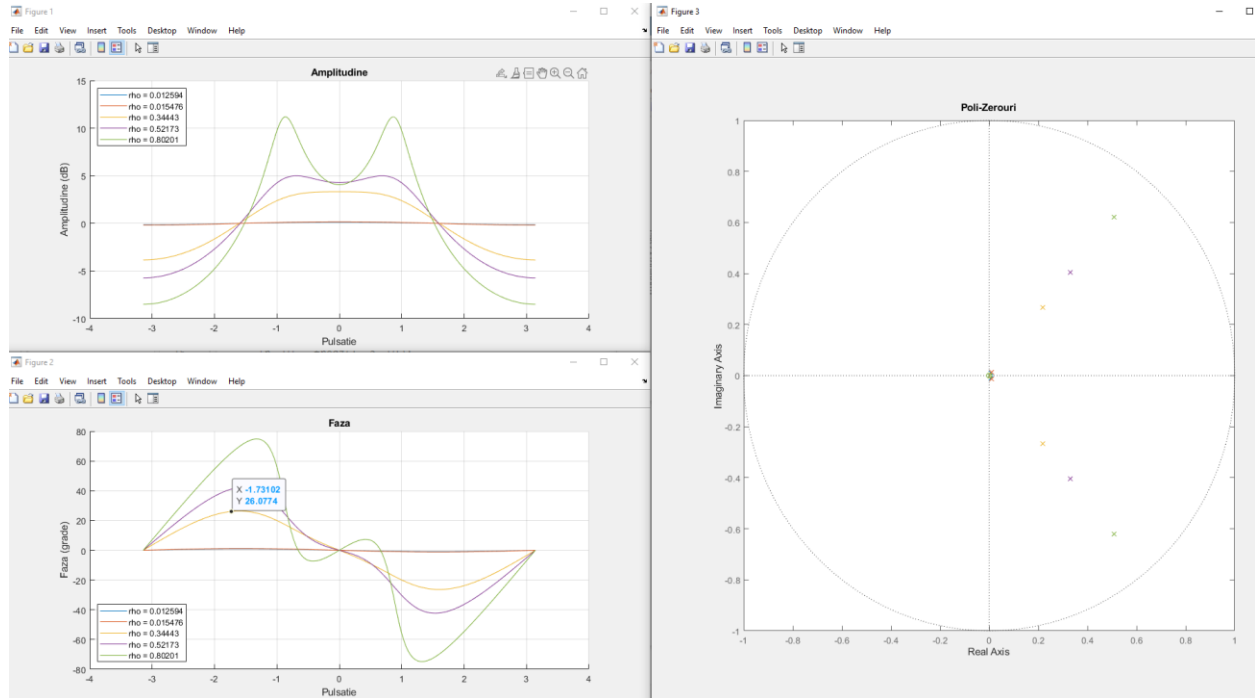 Figure 1
File Edit View Insert Tools Desktop Window Help
Amplitudine
rho = 0.012594
rho = 0.015476
rho = 0.34443
rho = 0.52173
rho = 0.80201
Amplitudine (dB)
15
10
5
0
-5
-10
-4 -3 -2 -1 0 1 2 3 4
Pulsatie
Figure 2
File Edit View Insert Tools Desktop Window Help
Faza
X -1.73102
Y 26.0774
rho = 0.012594
rho = 0.015476
rho = 0.34443
rho = 0.52173
rho = 0.80201
Faza (grade)
80
60
40
20
0
-20
-40
-60
-80
-4 -3 -2 -1 0 1 2 3 4
Pulsatie
Figure 3
File Edit View Insert Tools Desktop Window Help
Poli-Zerouri
Imaginary Axis
1
0.8
0.6
0.4
0.2
0
-0.2
-0.4
-0.6
-0.8
-1
-1 -0.8 -0.6 -0.4 -0.2 0 0.2 0.4 0.6 0.8 1
Real Axis